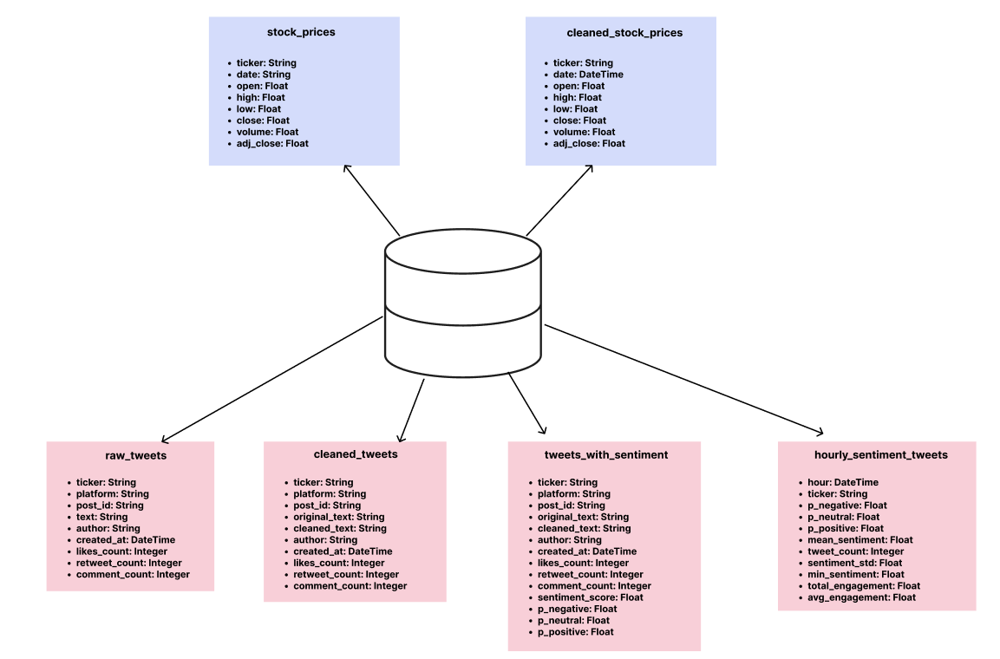 stock_prices
• ticker: String
• date: String
• open: Float
• high: Float
• low: Float
• close: Float
• volume: Float
• adj_close: Float
cleaned_stock_prices
• ticker: String
• date: DateTime
• open: Float
• high: Float
• low: Float
• close: Float
• volume: Float
• adj_close: Float
raw_tweets
• ticker: String
• platform: String
• post_id: String
• text: String
• author: String
• created_at: DateTime
• likes_count: Integer
• retweet_count: Integer
• comment_count: Integer
cleaned_tweets
• ticker: String
• platform: String
• post_id: String
• original_text: String
• cleaned_text: String
• author: String
• created_at: DateTime
• likes_count: Integer
• retweet_count: Integer
• comment_count: Integer
tweets_with_sentiment
• ticker: String
• platform: String
• post_id: String
• original_text: String
• cleaned_text: String
• author: String
• created_at: DateTime
• likes_count: Integer
• retweet_count: Integer
• comment_count: Integer
• sentiment_score: Float
• p_negative: Float
• p_neutral: Float
• p_positive: Float
hourly_sentiment_tweets
• hour: DateTime
• ticker: String
• p_negative: Float
• p_neutral: Float
• p_positive: Float
• mean_sentiment: Float
• tweet_count: Integer
• sentiment_std: Float
• min_sentiment: Float
• total_engagement: Float
• avg_engagement: Float